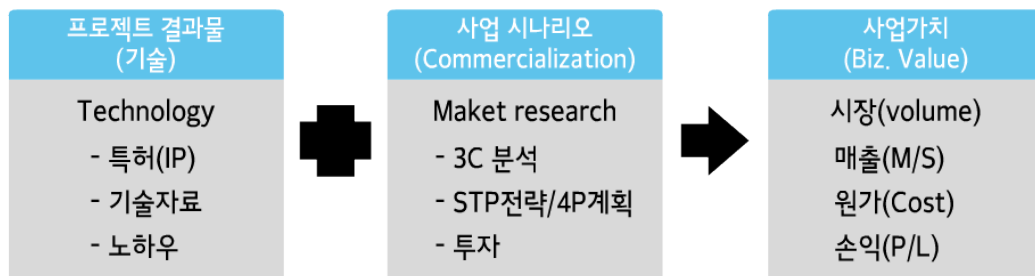 프로젝트 결과물
(기술)
Technology
- 특허(IP)
- 기술자료
- 노하우
사업 시나리오
(Commercialization)
Maket research
- 3C 분석
- STP전략/4P계획
- 투자
사업가치
(Biz. Value)
시장(volume)
매출(M/S)
원가(Cost)
손익(P/L)